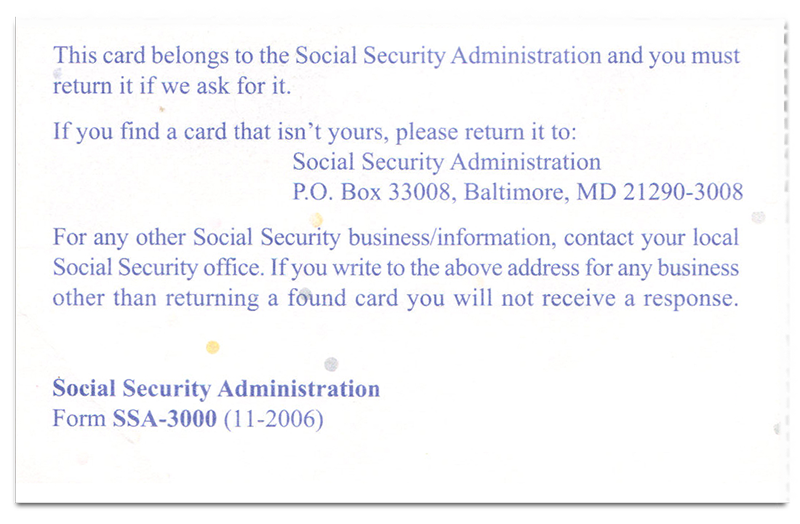 This card belongs to the Social Security Administration and you must
return it if we ask for it.
If you find a card that isn't yours, please return it to:
Social Security Administration
P.O. Box 33008, Baltimore, MD 21290-3008
For any other Social Security business/information, contact your local
Social Security office. If you write to the above address for any business
other than returning a found card you will not receive a response.
Social Security Administration
Form SSA-3000 (11-2006)